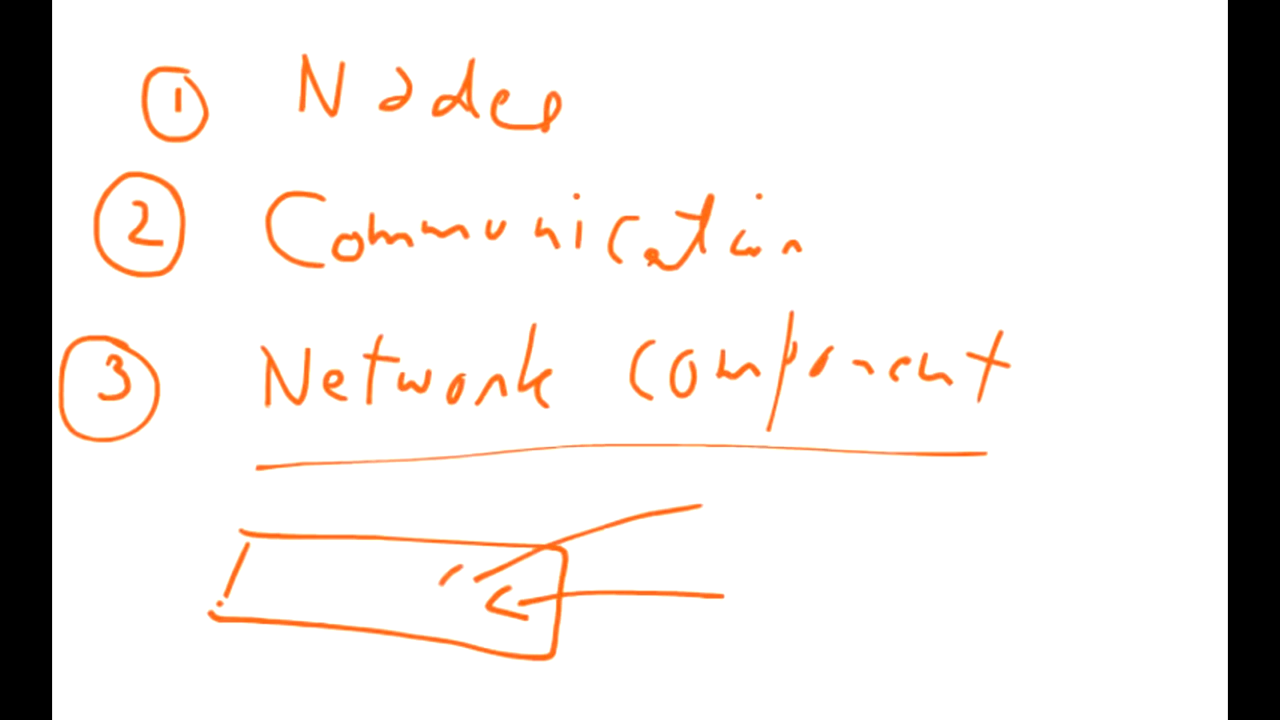 ① Nodes
② Communication
③ Network component